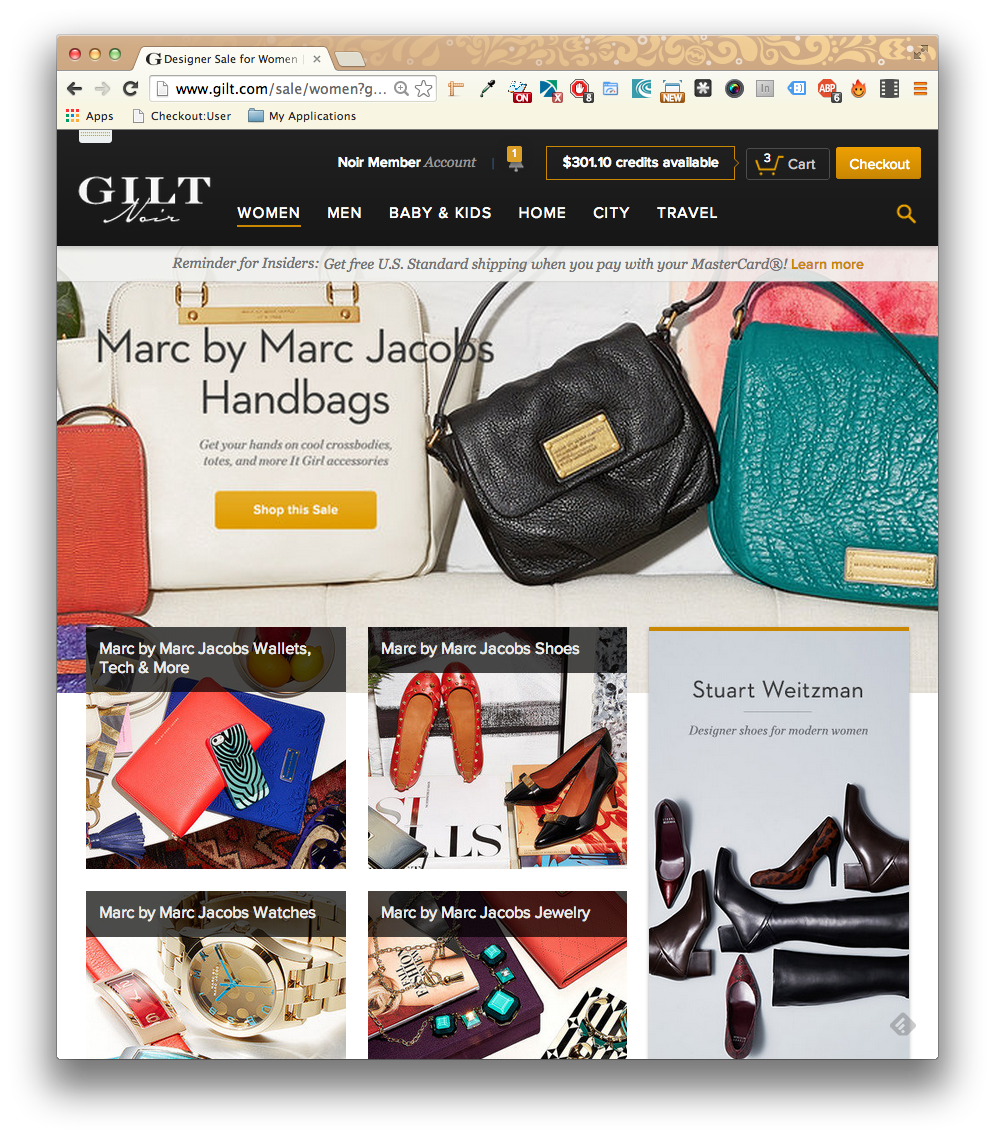 Designer Sale for Women
www.gilt.com/sale/women?g...
ON
X
8
NEW
In
ABP
6
Apps
Checkout:User
My Applications
Noir Member Account
1
$301.10 credits available
3
Cart
Checkout
GILT
Noir
WOMEN
MEN
BABY & KIDS
HOME
CITY
TRAVEL
Reminder for Insiders: Get free U.S. Standard shipping when you pay with your MasterCard®! Learn more
Marc by Marc Jacobs
Handbags
Get your hands on cool crossbodies,
totes, and more It Girl accessories
Shop this Sale
Marc by Marc Jacobs Wallets,
Tech & More
Marc by Marc Jacobs Shoes
Stuart Weitzman
Designer shoes for modern women
Marc by Marc Jacobs Watches
Marc by Marc Jacobs Jewelry
FASHION